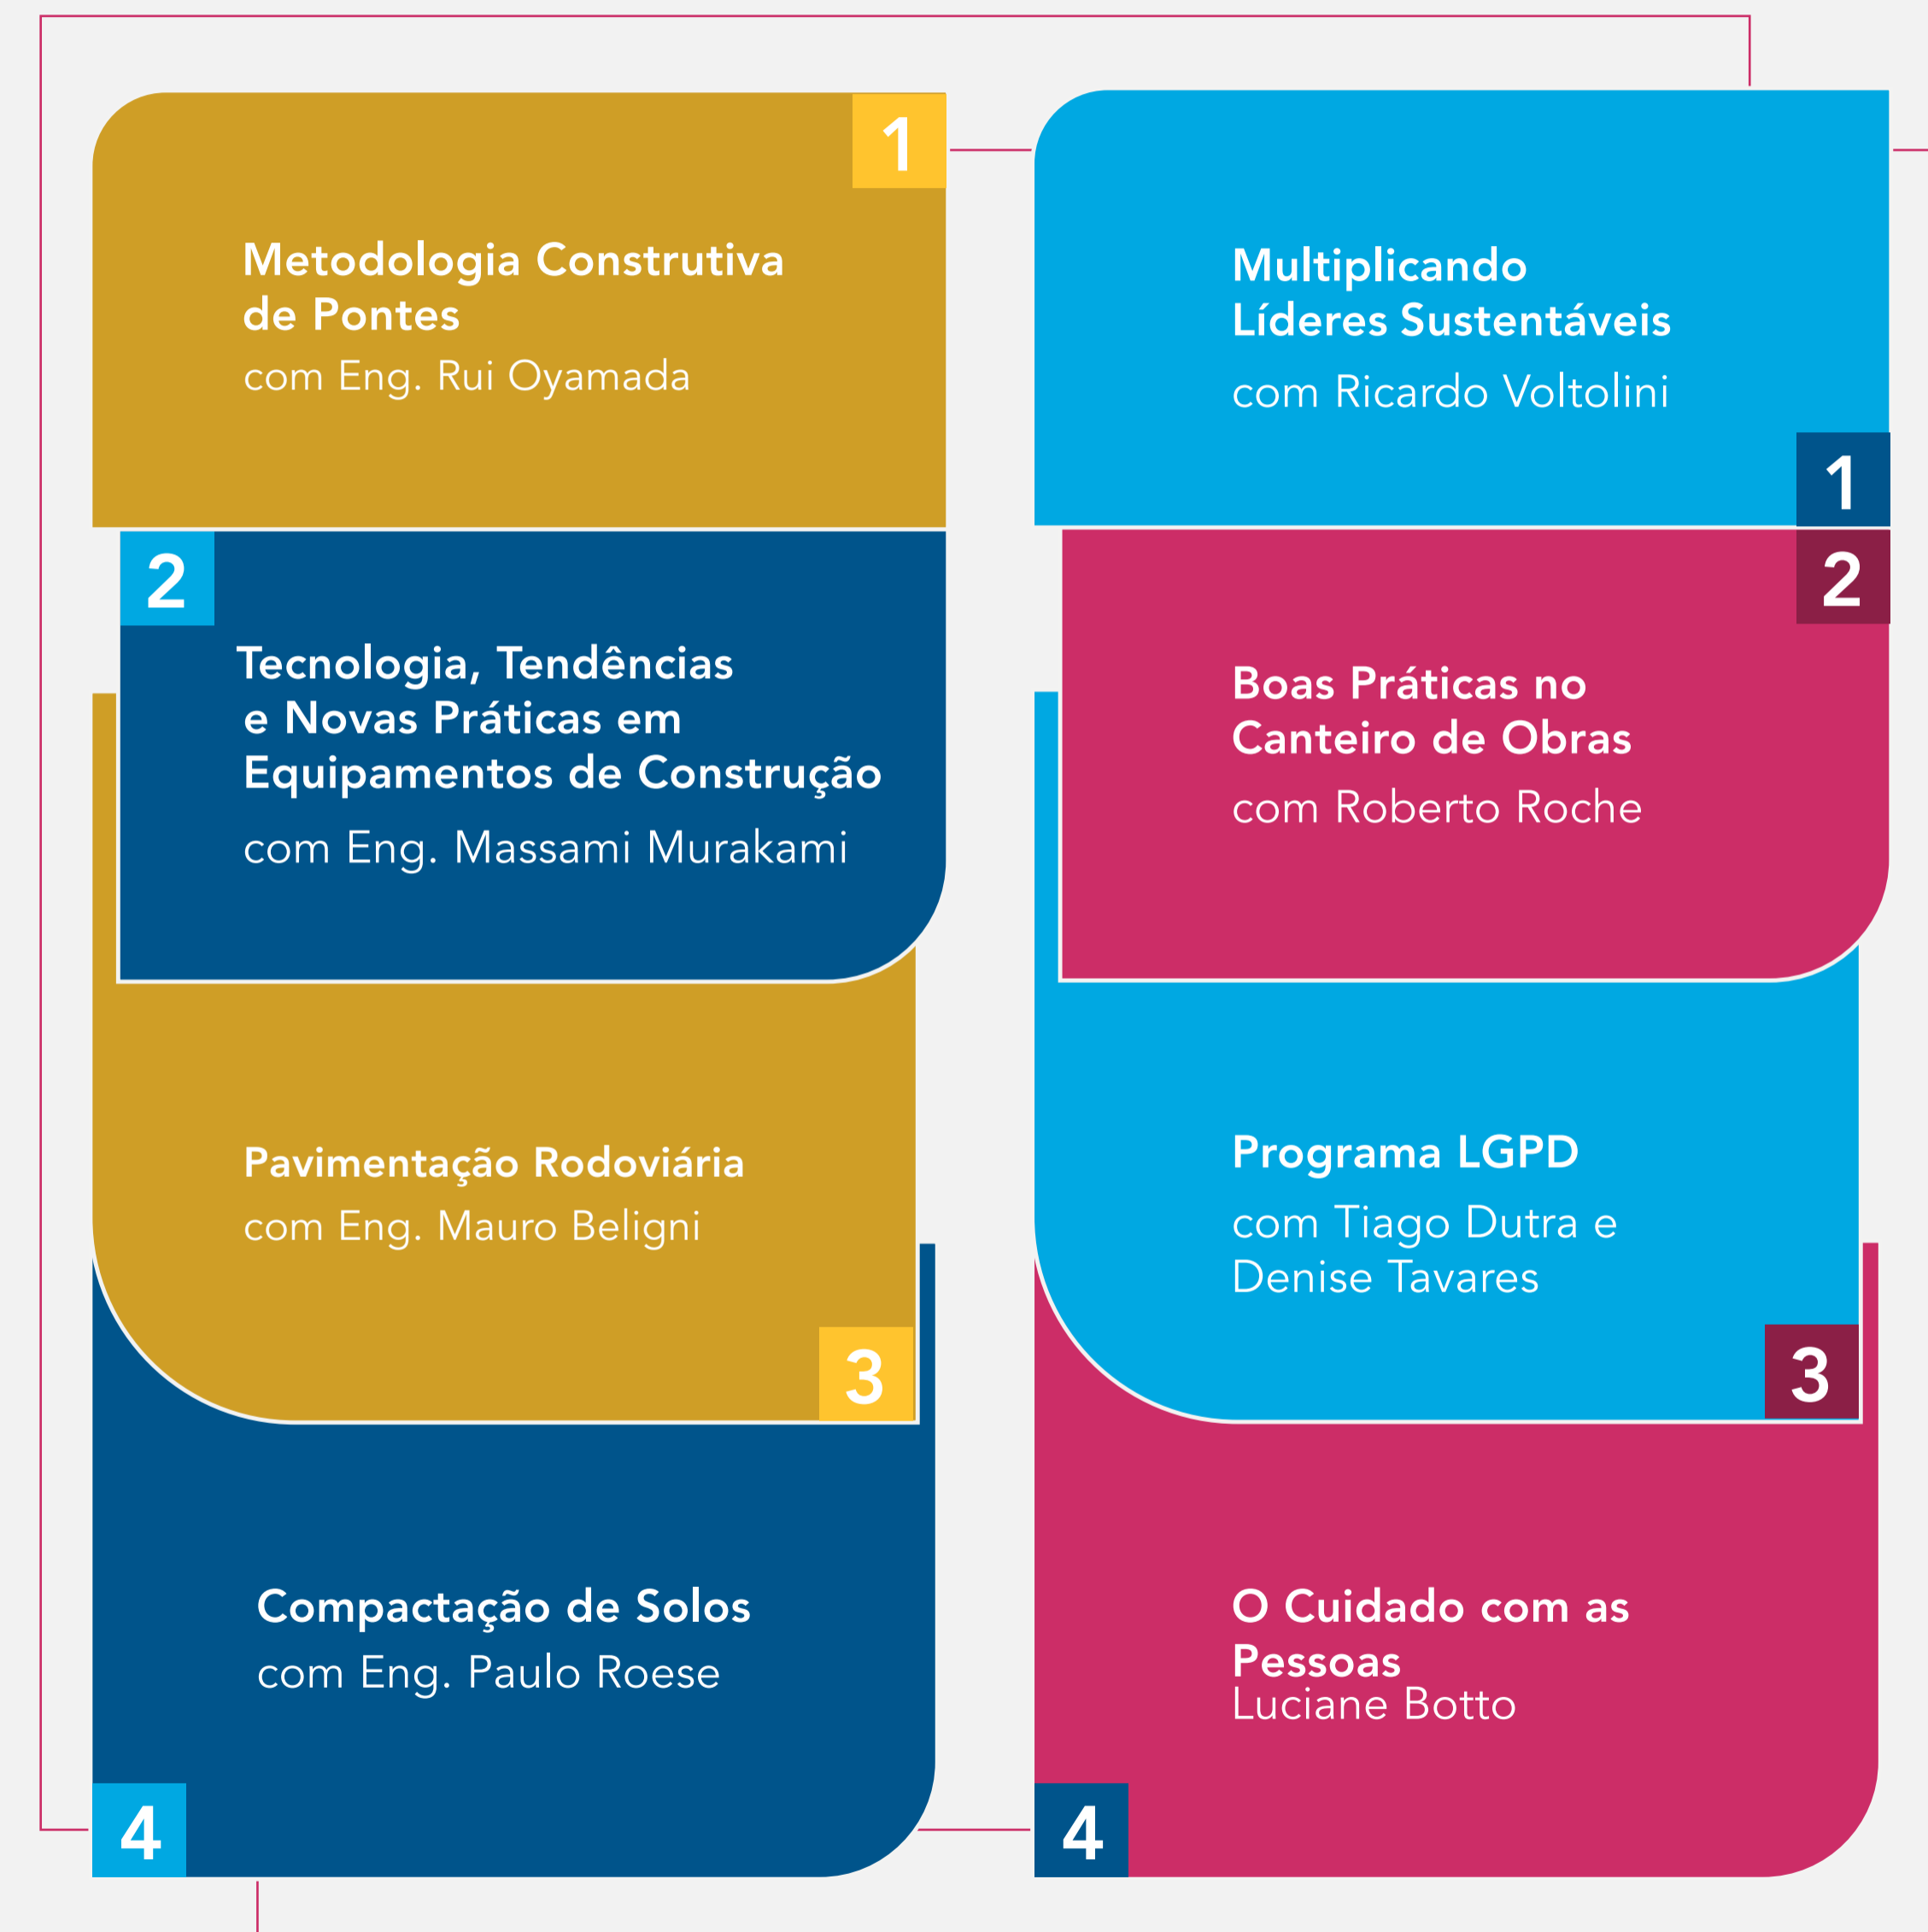 1
Metodologia Construtiva
de Pontes
com Eng. Rui Oyamada
2
Tecnologia, Tendências
e Novas Práticas em
Equipamentos de Construção
com Eng. Massami Murakami
Pavimentação Rodoviária
com Eng. Mauro Beligni
3
Compactação de Solos
com Eng. Paulo Roese
4
Multiplicando
Líderes Sustentáveis
com Ricardo Voltolini
1
2
Boas Práticas no
Canteiro de Obras
com Roberto Roche
Programa LGPD
com Tiago Dutra e
Denise Tavares
3
O Cuidado com as
Pessoas
Luciane Botto
4